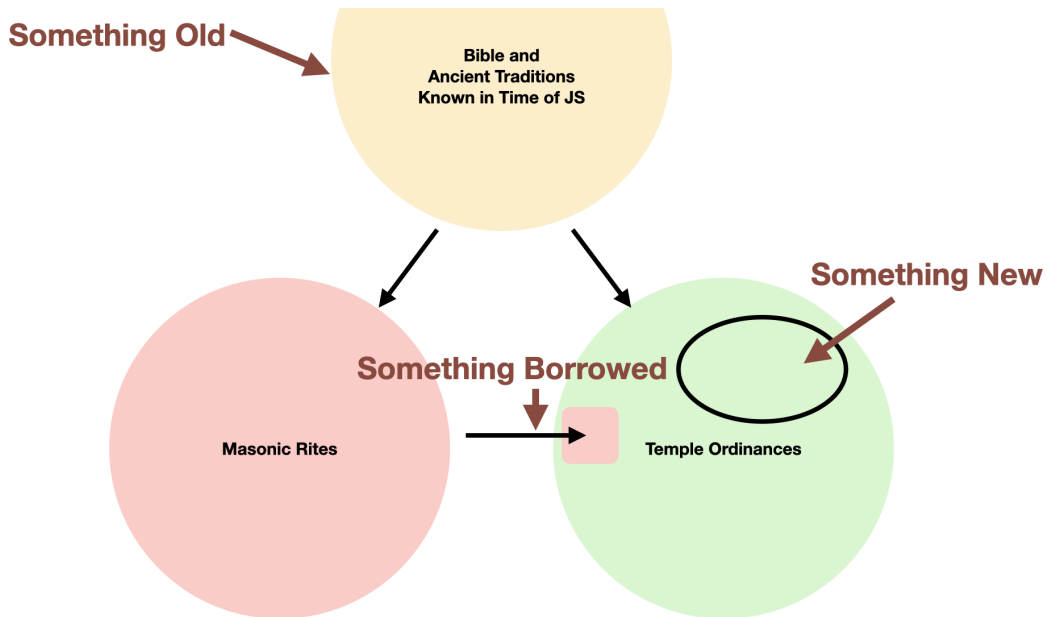 Something Old
Bible and
Ancient Traditions
Known in Time of JS
Something New
Something Borrowed
Masonic Rites
Temple Ordinances